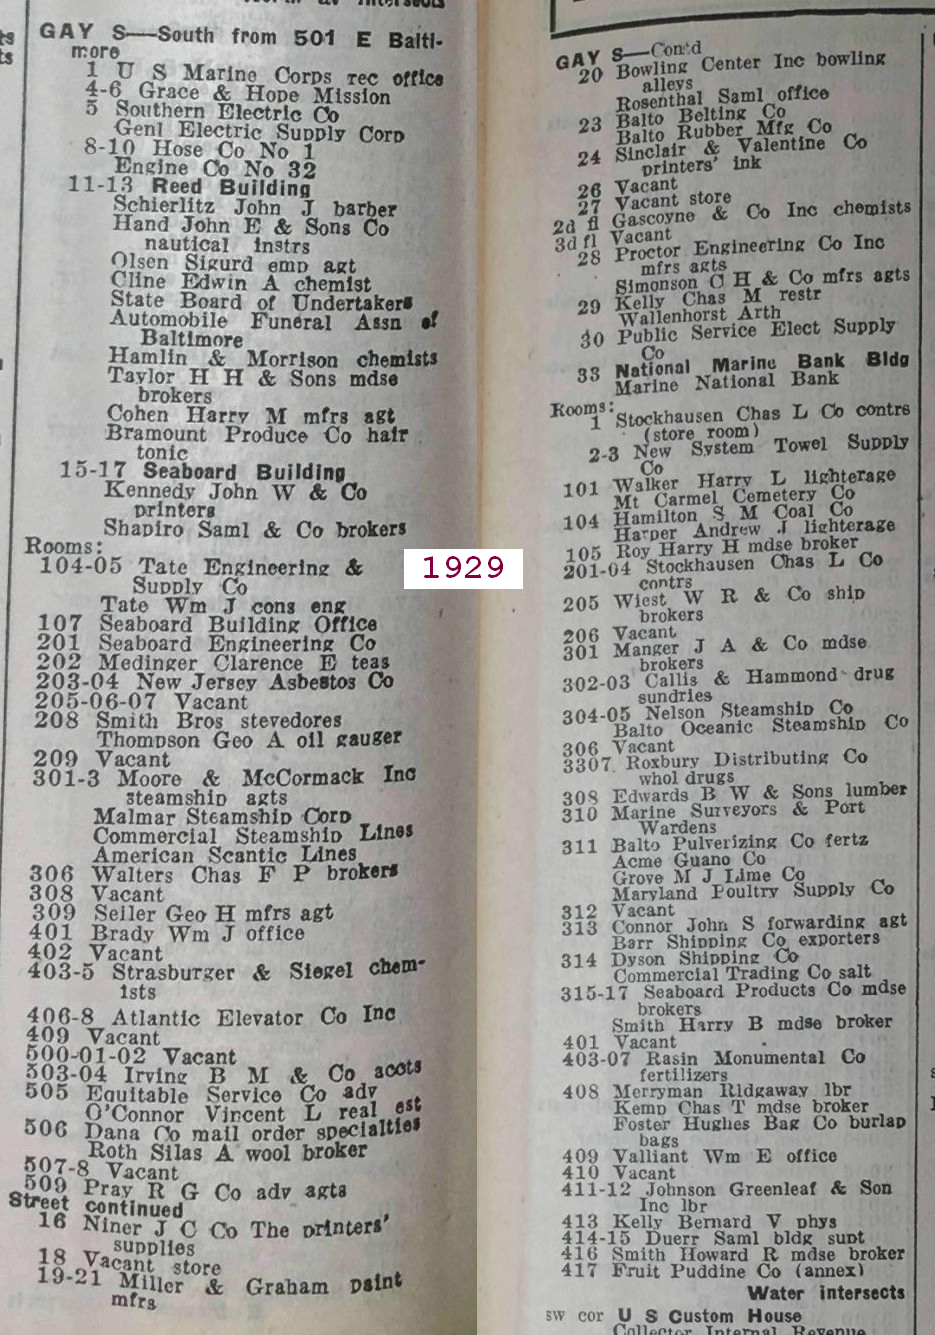 GAY S—South from 501 E Balti-
more
1 U S Marine Corps rec office
4-6 Grace & Hope Mission
5 Southern Electric Co
Genl Electric Supply Corp
8-10 Hose Co No 1
Engine Co No 32
11-13 Reed Building
Schierlitz John J barber
Hand John E & Sons Co
nautical instrs
Olsen Sigurd emp agt
Cline Edwin A chemist
State Board of Undertakers
Automobile Funeral Assn of
Baltimore
Hamlin & Morrison chemists
Taylor H H & Sons mdse
brokers
Cohen Harry M mfrs agt
Bramount Produce Co hair
tonic
15-17 Seaboard Building
Kennedy John W & Co
printers
Shapiro Saml & Co brokers
Rooms:
104-05 Tate Engineering &
Supply Co
Tate Wm J cons eng
107 Seaboard Building Office
201 Seaboard Engineering Co
202 Medinger Clarence E teas
203-04 New Jersey Asbestos Co
205-06-07 Vacant
208 Smith Bros stevedores
Thompson Geo A oil gauger
209 Vacant
301-3 Moore & McCormack Inc
steamship agts
Malmar Steamship Corp
Commercial Steamship Lines
American Scantic Lines
306 Walters Chas F P brokers
308 Vacant
309 Seiler Geo H mfrs agt
401 Brady Wm J office
402 Vacant
403-5 Strasburger & Siegel chem-
ists
406-8 Atlantic Elevator Co Inc
409 Vacant
500-01-02 Vacant
503-04 Irving B M & Co accts
505 Equitable Service Co adv
O'Connor Vincent L real est
506 Dana Co mail order specialties
Roth Silas A wool broker
507-8 Vacant
509 Pray R G Co adv agts
Street continued
16 Niner J C Co The printers'
supplies
18 Vacant store
19-21 Miller & Graham paint
mfrs
1929
GAY S—Contd
20 Bowling Center Inc bowling
alleys
Rosenthal Saml office
23 Balto Belting Co
Balto Rubber Mfg Co
24 Sinclair & Valentine Co
printers' ink
26 Vacant
27 Vacant store
2d fl Gascoyne & Co Inc chemists
3d fl Vacant
28 Proctor Engineering Co Inc
mfrs agts
Simonson C H & Co mfrs agts
29 Kelly Chas M restr
Wallenhorst Arth
30 Public Service Elect Supply
Co
33 National Marine Bank Bldg
Marine National Bank
Rooms:
1 Stockhausen Chas L Co contrs
(store room)
2-3 New System Towel Supply
Co
101 Walker Harry L lighterage
Mt Carmel Cemetery Co
104 Hamilton S M Coal Co
Harper Andrew J lighterage
105 Roy Harry H mdse broker
201-04 Stockhausen Chas L Co
contrs
205 Wiest W R & Co ship
brokers
206 Vacant
301 Manger J A & Co mdse
brokers
302-03 Callis & Hammond drug
sundries
304-05 Nelson Steamship Co
Balto Oceanic Steamship Co
306 Vacant
3307 Roxbury Distributing Co
whol drugs
308 Edwards B W & Sons lumber
310 Marine Surveyors & Port
Wardens
311 Balto Pulverizing Co fertz
Acme Guano Co
Grove M J Lime Co
Maryland Poultry Supply Co
312 Vacant
313 Connor John S forwarding agt
Barr Shipping Co exporters
314 Dyson Shipping Co
Commercial Trading Co salt
315-17 Seaboard Products Co mdse
brokers
Smith Harry B mdse broker
401 Vacant
403-07 Rasin Monumental Co
fertilizers
408 Merryman Ridgaway lbr
Kemp Chas T mdse broker
Foster Hughes Bag Co burlap
bags
409 Valliant Wm E office
410 Vacant
411-12 Johnson Greenleaf & Son
Inc lbr
413 Kelly Bernard V phys
414-15 Duerr Saml bldg supt
416 Smith Howard R mdse broker
417 Fruit Puddine Co (annex)
Water intersects
sw cor U S Custom House
Collector Internal Revenue